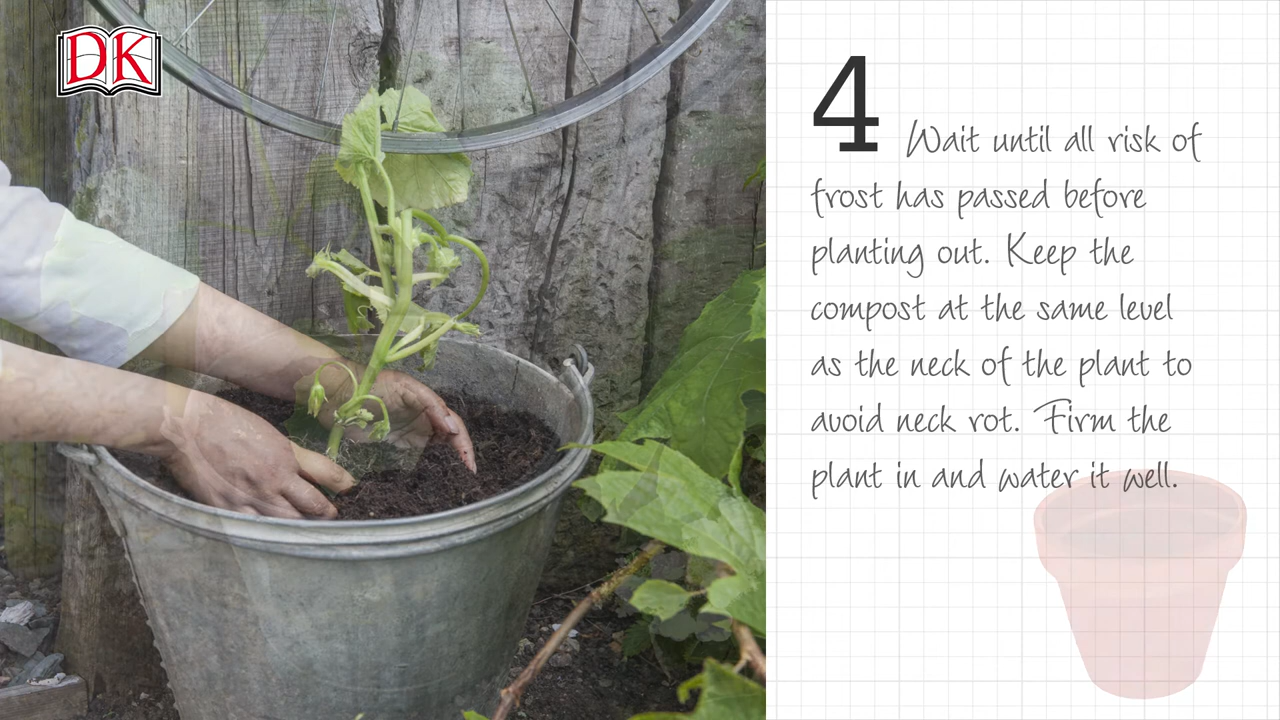 DK
4 Wait until all risk of
frost has passed before
planting out. Keep the
compost at the same level
as the neck of the plant to
avoid neck rot. Firm the
plant in and water it well.